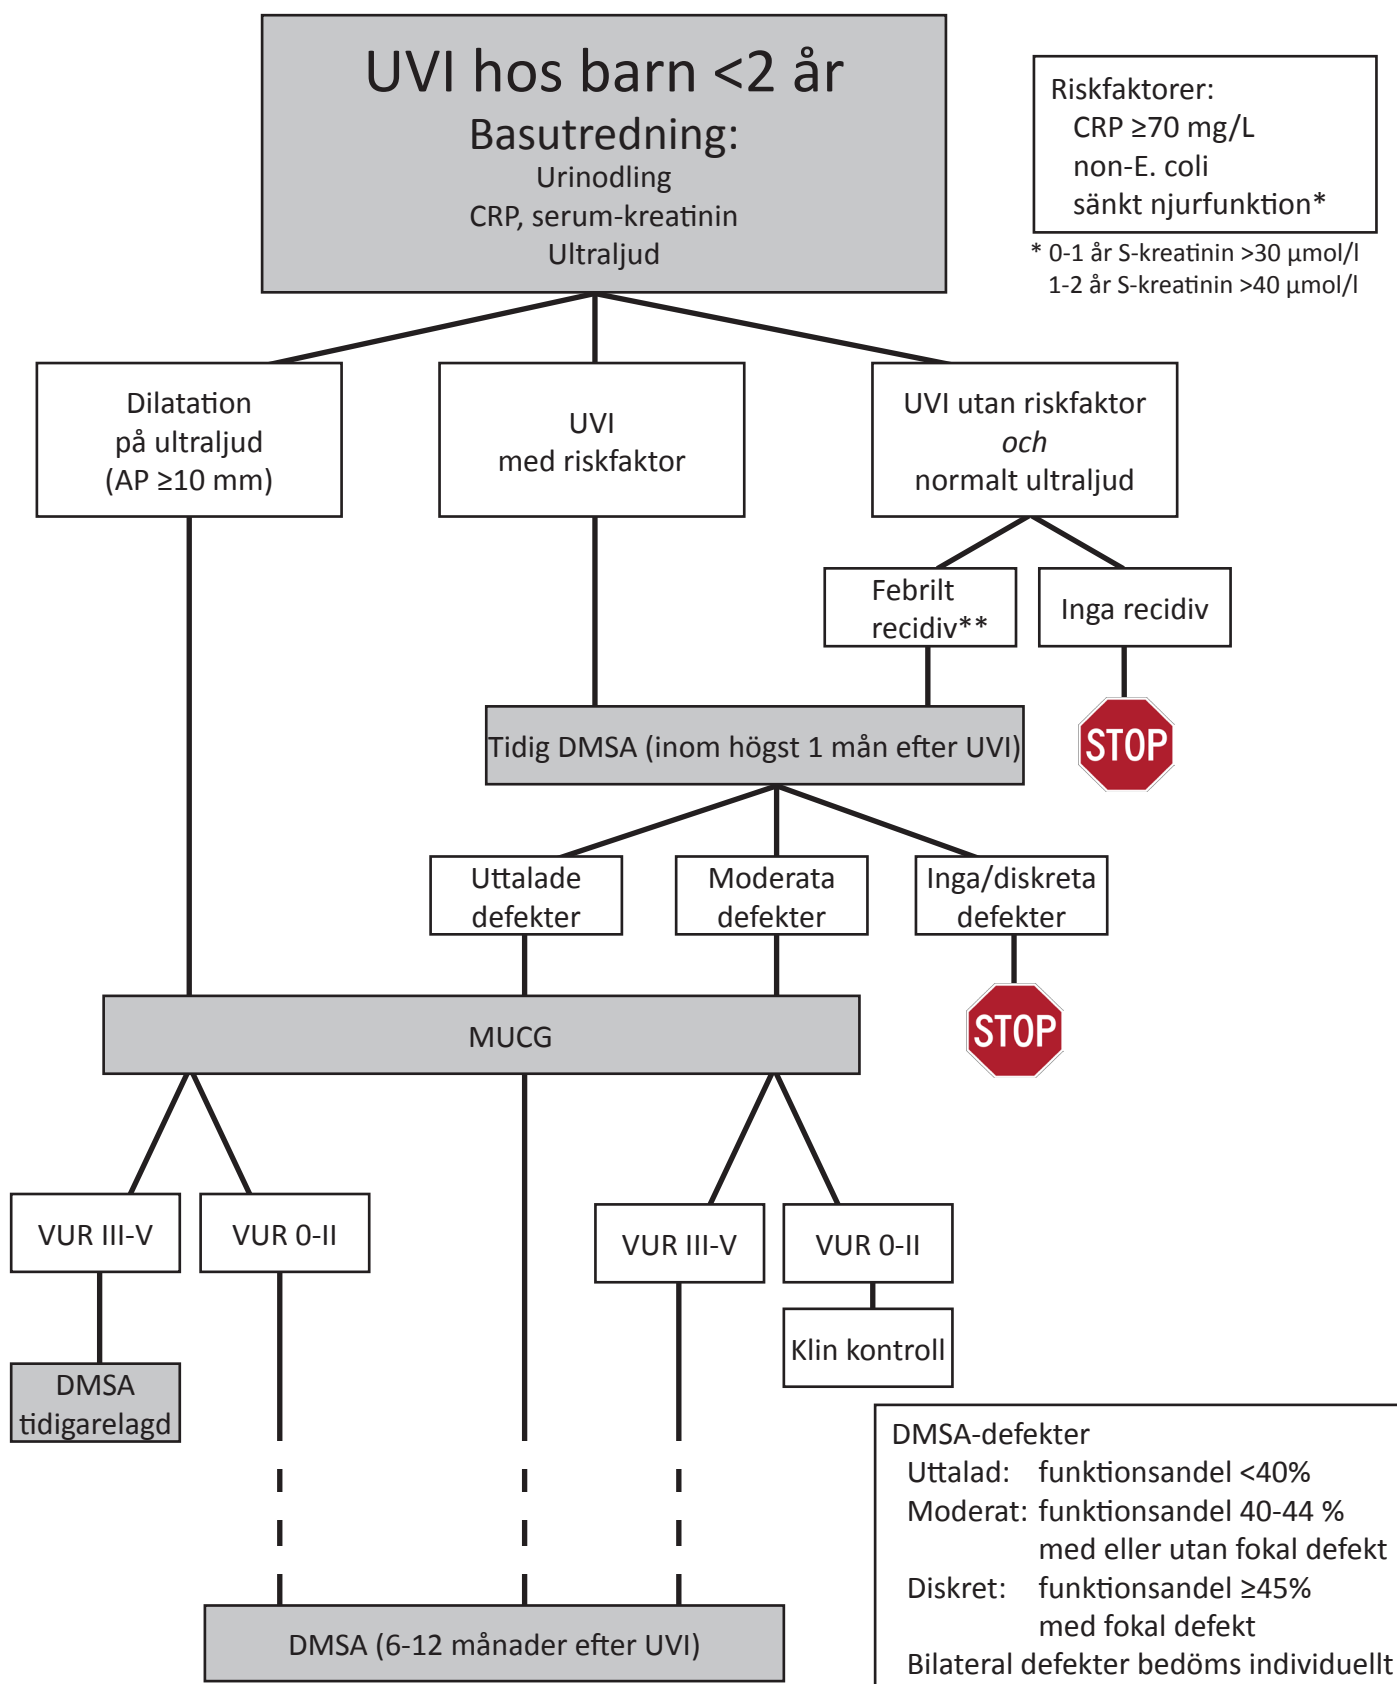 UVI hos barn <2 år
Basutredning:
Urinodling
CRP, serum-kreatinin
Ultraljud
Riskfaktorer:
CRP ≥70 mg/L
non-E. coli
sänkt njurfunktion*
* 0-1 år S-kreatinin >30 µmol/l
1-2 år S-kreatinin >40 µmol/l
Dilatation
på ultraljud
(AP ≥10 mm)
UVI
med riskfaktor
UVI utan riskfaktor
och
normalt ultraljud
Febrilt
recidiv**
Inga recidiv
STOP
Tidig DMSA (inom högst 1 mån efter UVI)
Uttalade
defekter
Moderata
defekter
Inga/diskreta
defekter
STOP
MUCG
VUR III-V
VUR 0-II
VUR III-V
VUR 0-II
Klin kontroll
DMSA
tidigarelagd
DMSA-defekter
Uttalad: funktionsandel <40%
Moderat: funktionsandel 40-44 %
med eller utan fokal defekt
Diskret: funktionsandel ≥45%
med fokal defekt
Bilateral defekter bedöms individuellt
DMSA (6-12 månader efter UVI)